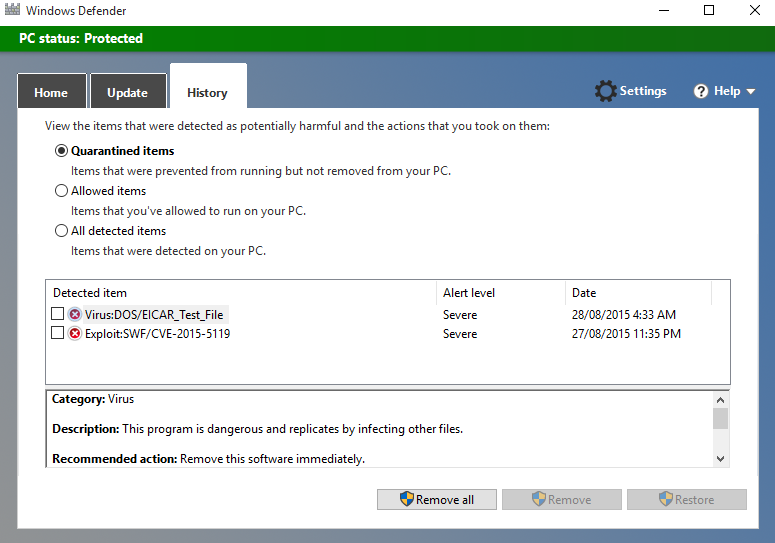 Windows Defender
PC status: Protected
Home Update History Settings Help
View the items that were detected as potentially harmful and the actions that you took on them:
Quarantined items
Items that were prevented from running but not removed from your PC.
Allowed items
Items that you've allowed to run on your PC.
All detected items
Items that were detected on your PC.
Detected item Alert level Date
Virus:DOS/EICAR_Test_File Severe 28/08/2015 4:33 AM
Exploit:SWF/CVE-2015-5119 Severe 27/08/2015 11:35 PM
Category: Virus
Description: This program is dangerous and replicates by infecting other files.
Recommended action: Remove this software immediately.
Remove all Remove Restore